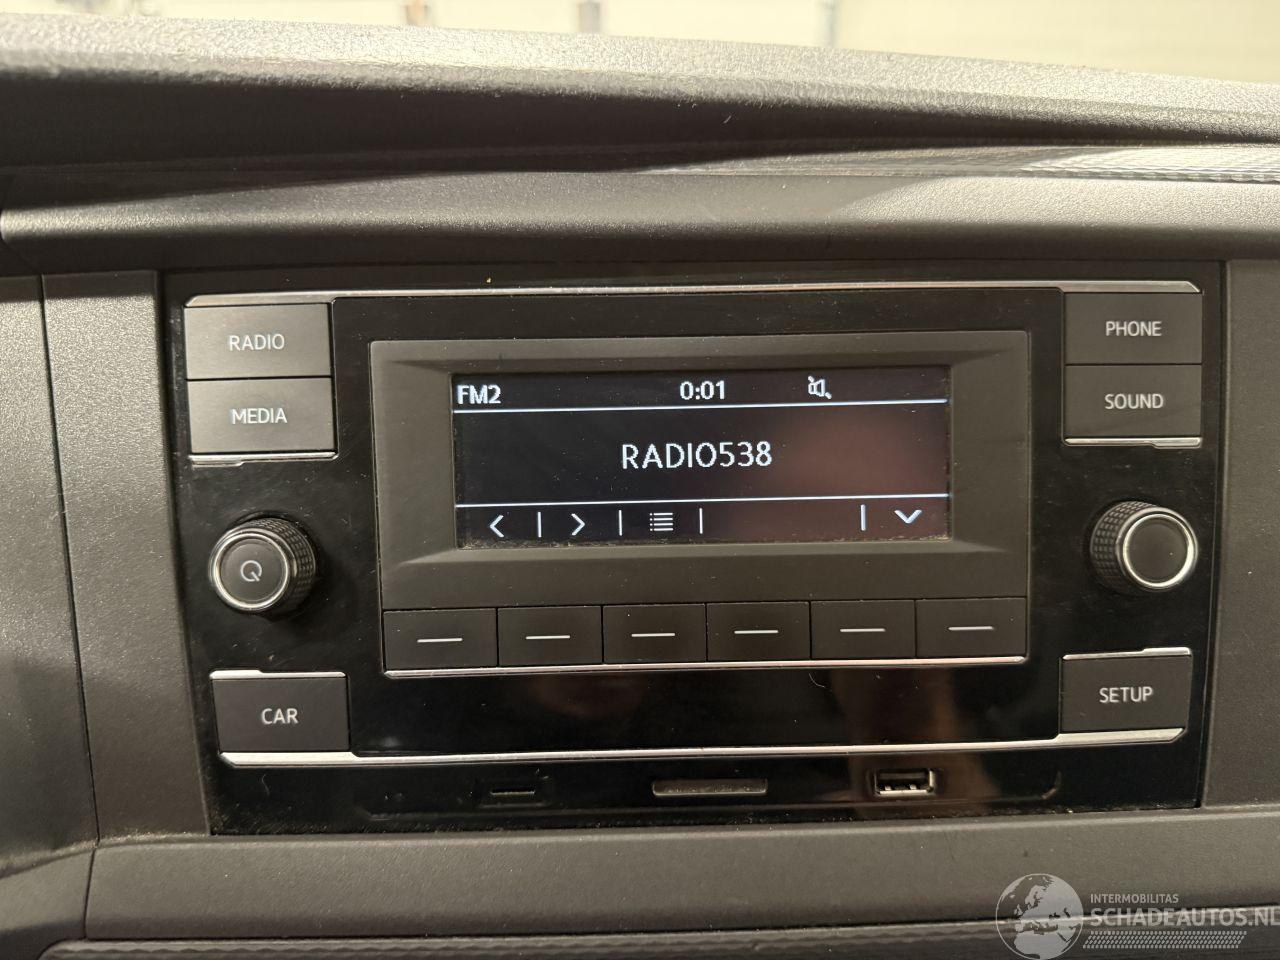 RADIO
MEDIA
PHONE
SOUND
FM2 0:01
RADIO538
CAR
SETUP
INTERMOBILITAS
SCHADEAUTOS.NL